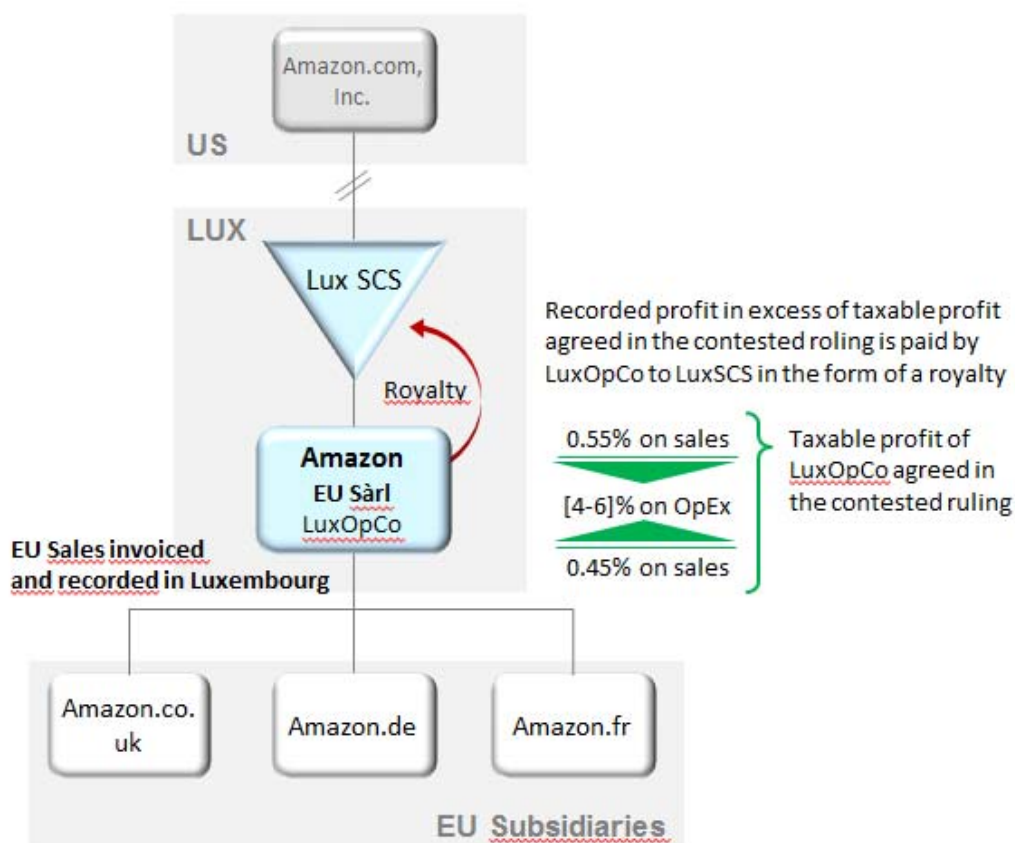 Amazon.com,
Inc.
US
LUX
Lux SCS
Royalty
Amazon
EU Sàrl
LuxOpCo
EU Sales invoiced
and recorded in Luxembourg
Recorded profit in excess of taxable profit
agreed in the contested roling is paid by
LuxOpCo to LuxSCS in the form of a royalty
0.55% on sales
[4-6]% on OpEx
0.45% on sales
Taxable profit of
LuxOpCo agreed in
the contested ruling
Amazon.co.
uk
Amazon.de
Amazon.fr
EU Subsidiaries